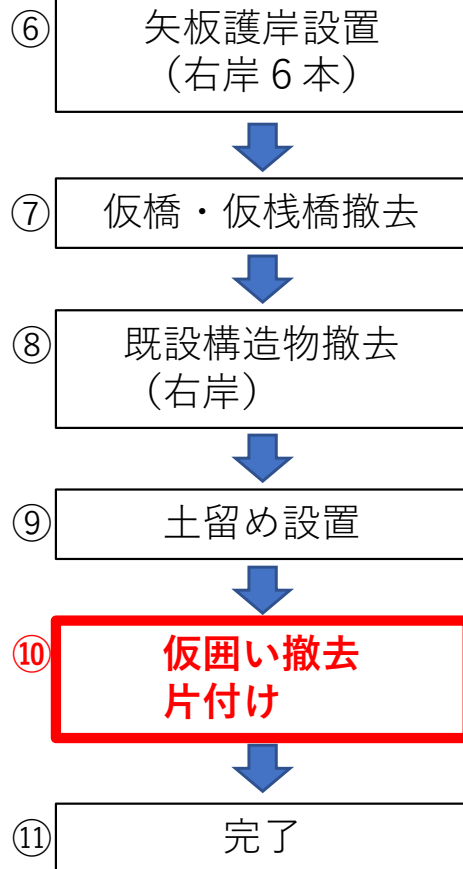 ⑥ 矢板護岸設置
（右岸６本）
⑦ 仮橋・仮桟橋撤去
⑧ 既設構造物撤去
（右岸）
⑨ 土留め設置
⑩ 仮囲い撤去
片付け
⑪ 完了